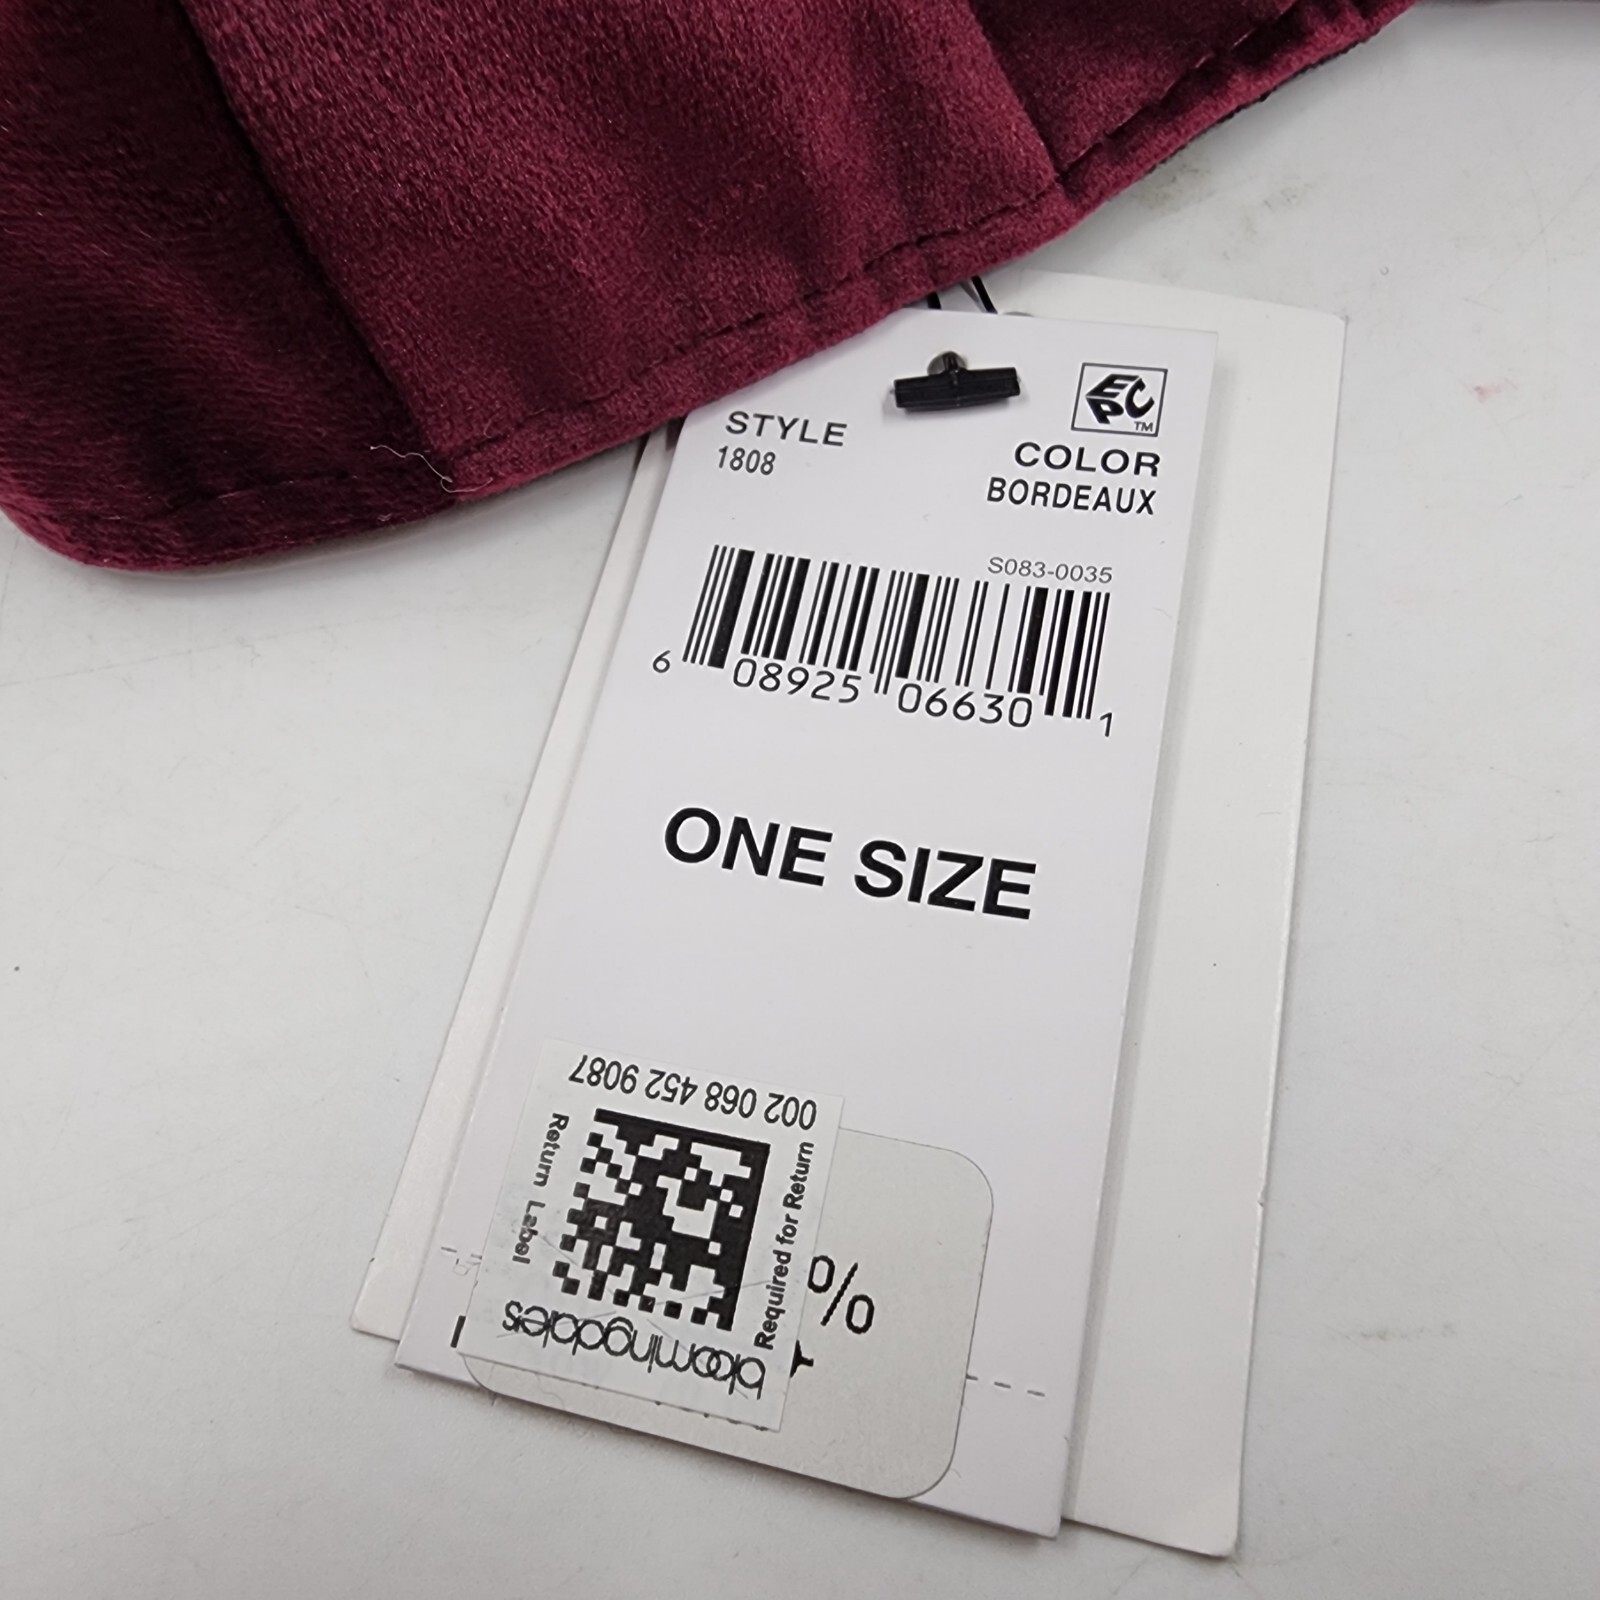 STYLE
1808
EPC TM
COLOR
BORDEAUX
S083-0035
6 08925 06630 1
ONE SIZE
002 068 452 9087
Return Label
Required for Return
bloomingdales
%